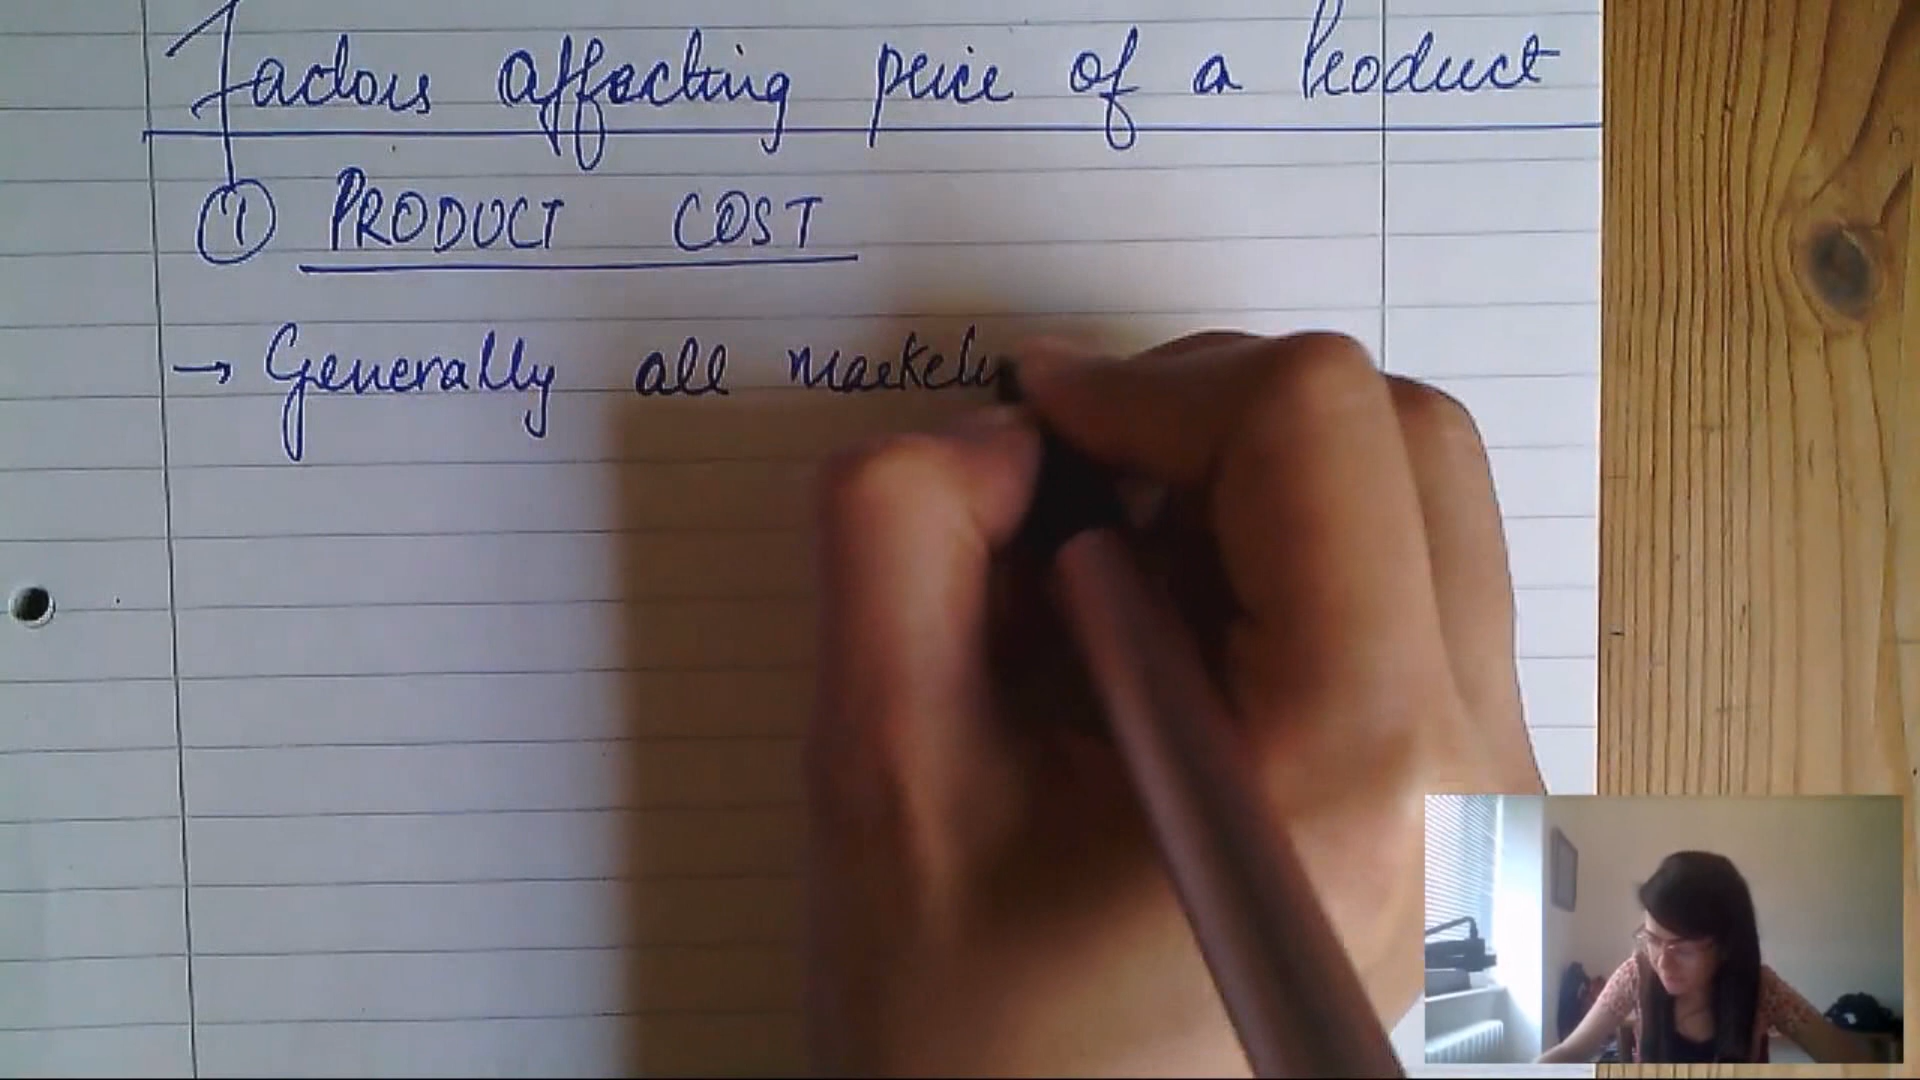 Factors affecting price of a Product
① PRODUCT COST
→ Generally all